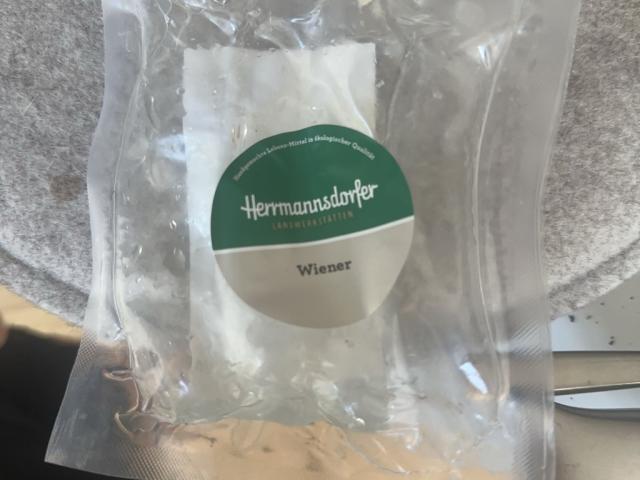 Handgemachte Lebens-Mittel in ökologischer Qualität
Herrmannsdorfer
LANDWERKSTÄTTEN
Wiener